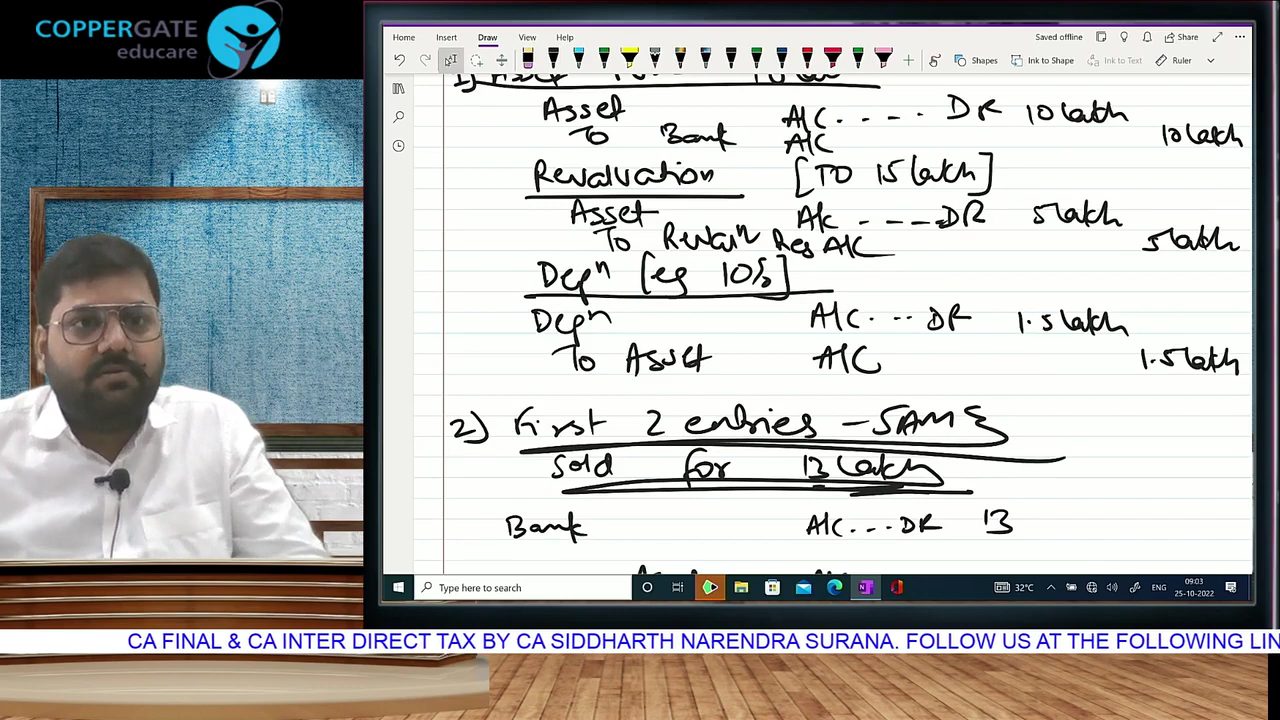 COPPERGATE
educare
Home Insert Draw View Help
Saved offline
Share
Shapes
Ink to Shape
Ink to Text
Ruler
1) Asset
Asset A/C.... DR 10 lakh
To Bank A/C 10 lakh
Revaluation [TO 15 lakh]
Asset A/c ----DR 5 lakh
To Revalⁿ Res A/C 5 lakh
Depⁿ [eg 10%]
Depⁿ A/C... DR 1.5 lakh
To Asset A/C 1.5 lakh
2) First 2 entries - SAME
Sold for 13 lakh
Bank A/C...DR 13
Type here to search
32°C
ENG
09:03
25-10-2022
CA FINAL & CA INTER DIRECT TAX BY CA SIDDHARTH NARENDRA SURANA. FOLLOW US AT THE FOLLOWING LIN